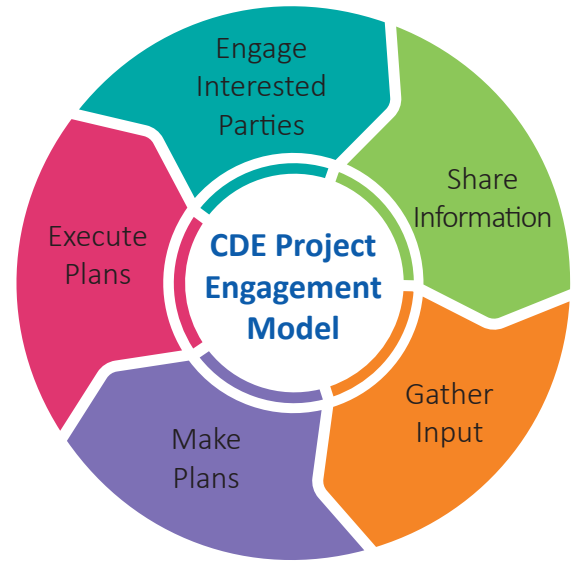 Engage
Interested
Parties
Share
Information
Gather
Input
Make
Plans
Execute
Plans
CDE Project
Engagement
Model